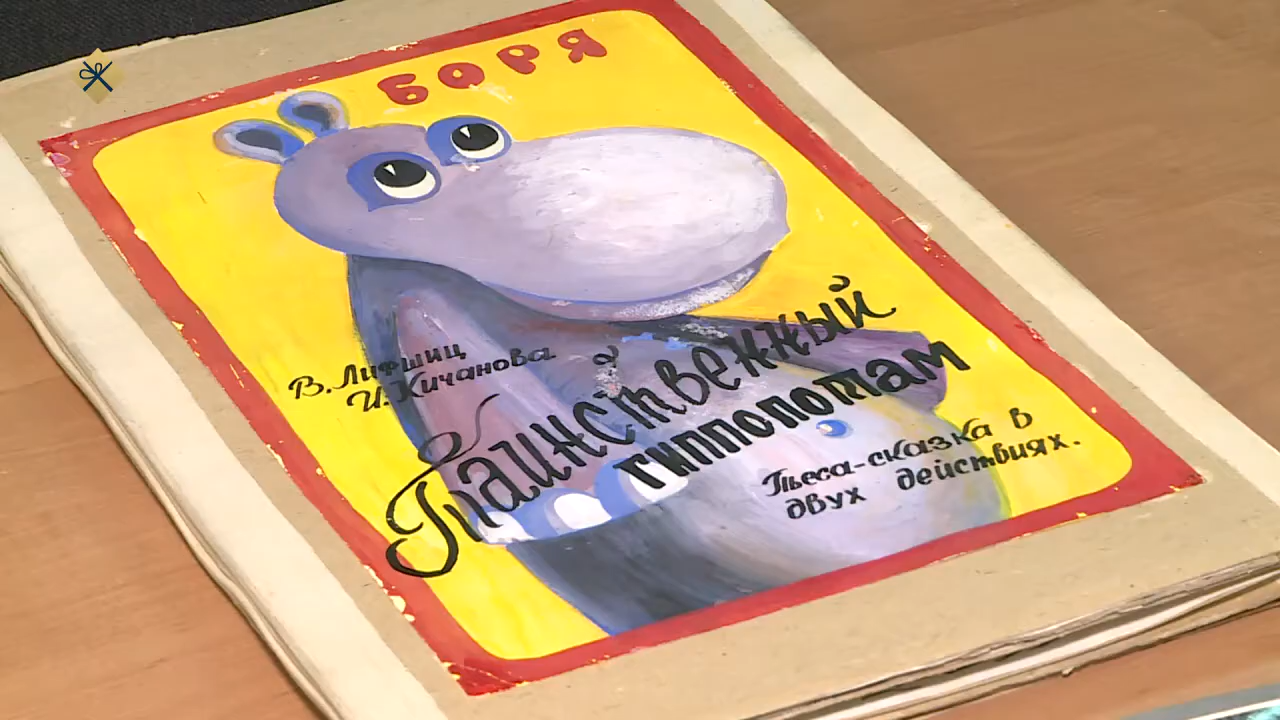 БОРЯ
В. Лифшиц
И. Кичанова
Таинственный
гиппопотам
Пьеса-сказка в
двух действиях.